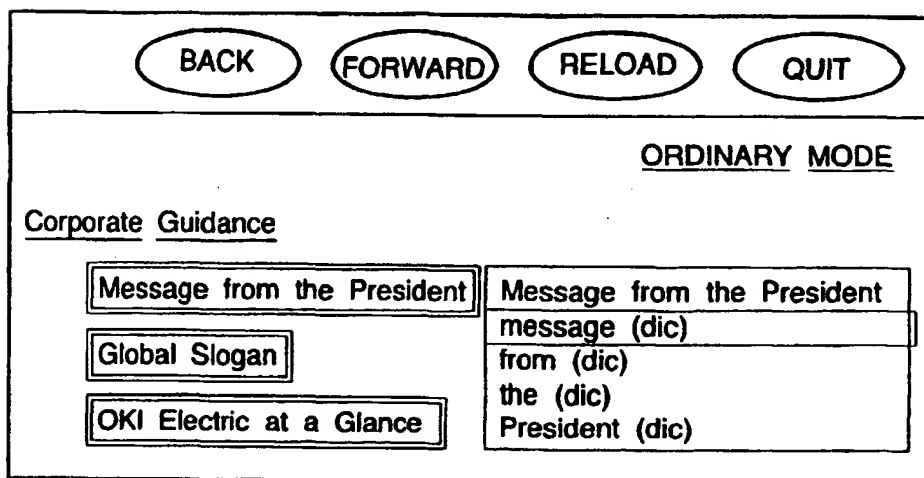 BACK FORWARD RELOAD QUIT
ORDINARY MODE
Corporate Guidance
Message from the President
Global Slogan
OKI Electric at a Glance
Message from the President
message (dic)
from (dic)
the (dic)
President (dic)